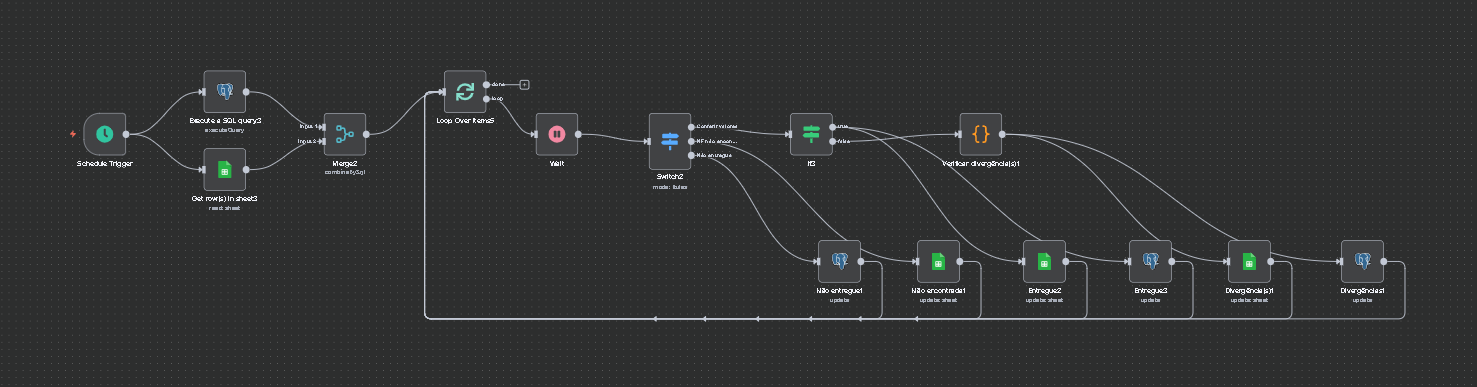 Execute a SQL query3
executeQuery
Schedule Trigger
Get row(s) in sheet3
read: sheet
Input 1
Input 2
Merge2
combineBySql
Loop Over Items5
done
loop
Wait
Switch2
mode: Rules
Conferir valores
NF não encon...
Não entregue
If3
true
false
Verificar divergência(s)1
Não entregue1
update
Não encontrada1
update: sheet
Entregue2
update: sheet
Entregue3
update
Divergência(s)1
update: sheet
Divergências1
update